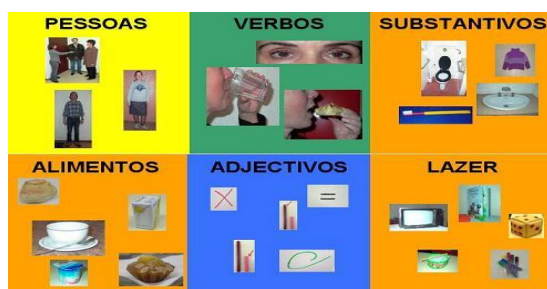 PESSOAS
VERBOS
SUBSTANTIVOS
ALIMENTOS
ADJECTIVOS
LAZER